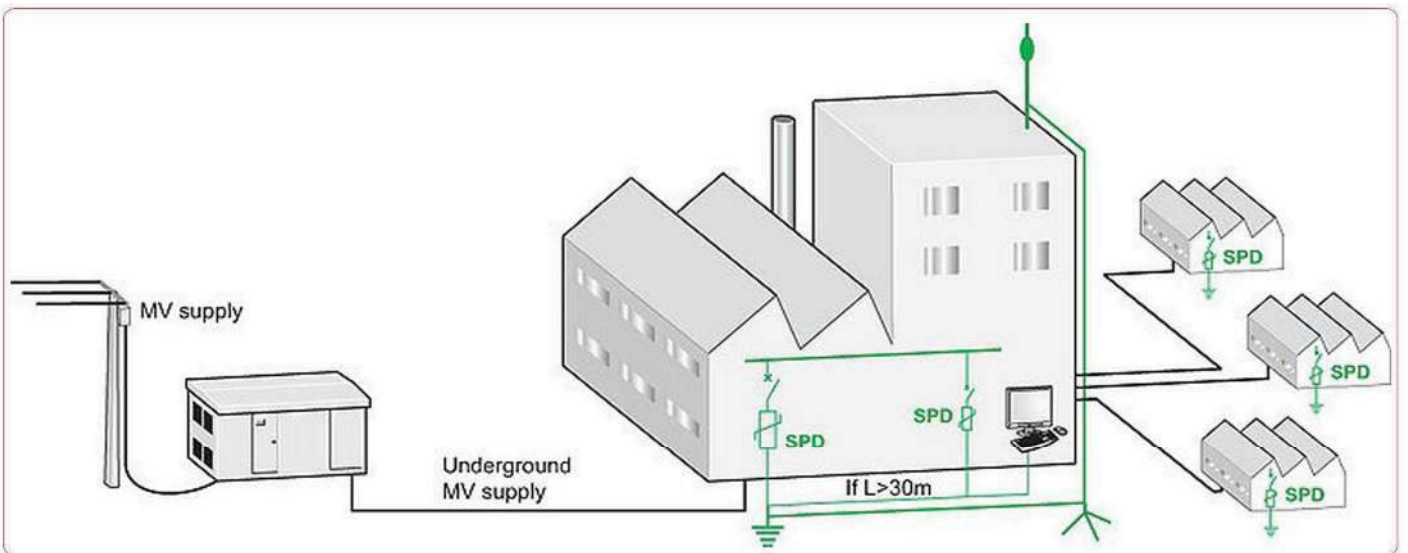 MV supply
Underground
MV supply
SPD
SPD
If L>30m
SPD
SPD
SPD